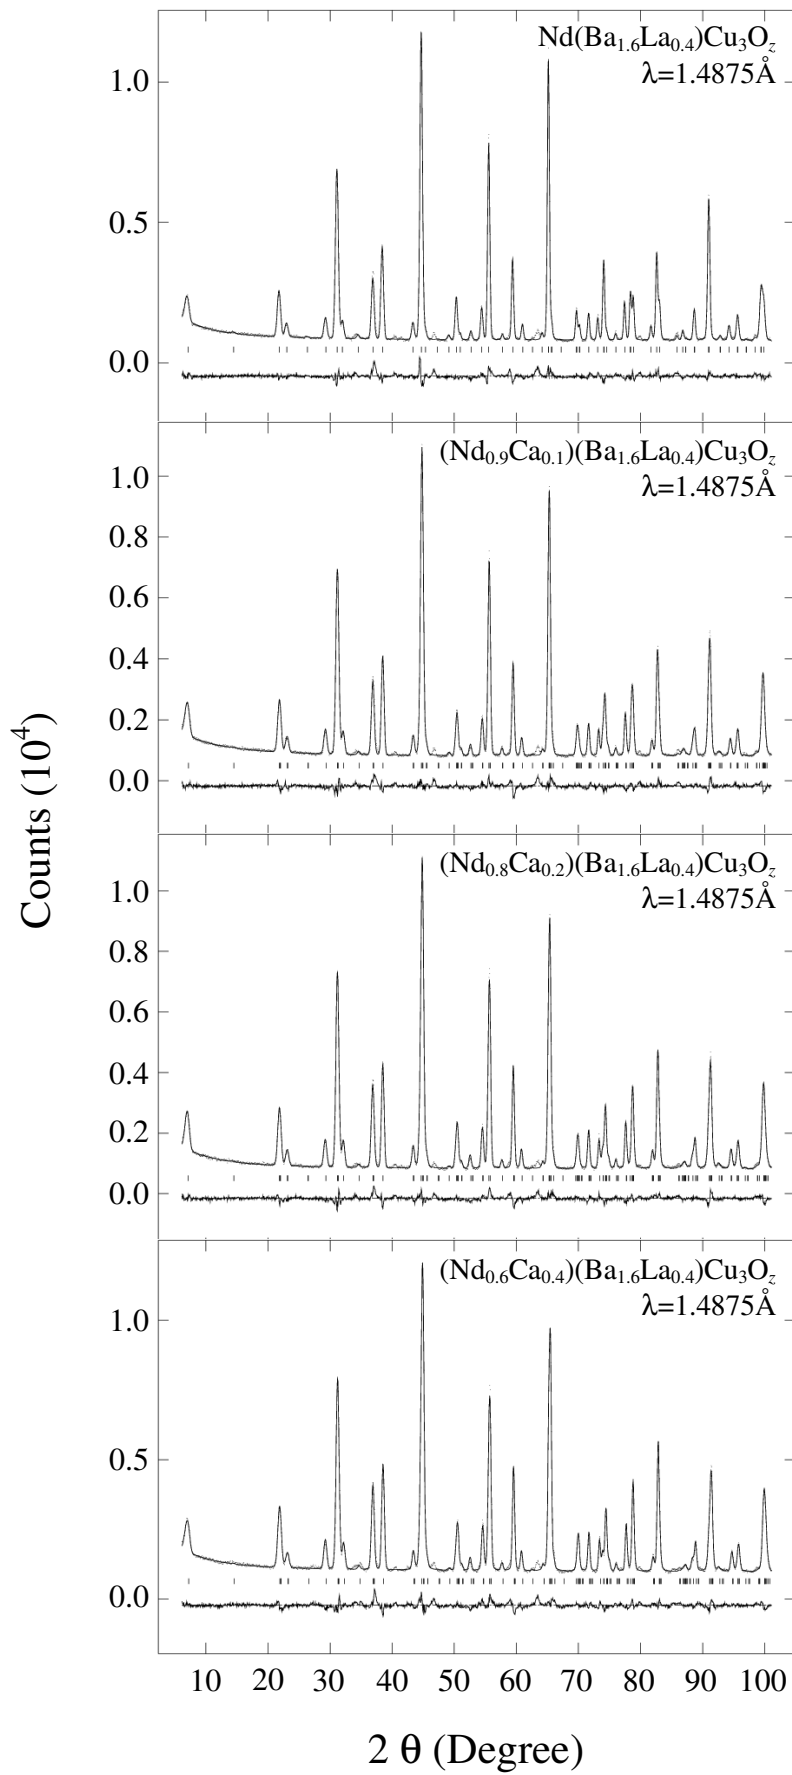 Nd(Ba₁.₆La₀.₄)Cu₃O_z
λ=1.4875Å
1.0
0.5
0.0
(Nd₀.₉Ca₀.₁)(Ba₁.₆La₀.₄)Cu₃O_z
λ=1.4875Å
1.0
0.8
0.6
0.4
0.2
0.0
Counts (10⁴)
(Nd₀.₈Ca₀.₂)(Ba₁.₆La₀.₄)Cu₃O_z
λ=1.4875Å
1.0
0.8
0.6
0.4
0.2
0.0
(Nd₀.₆Ca₀.₄)(Ba₁.₆La₀.₄)Cu₃O_z
λ=1.4875Å
1.0
0.5
0.0
10 20 30 40 50 60 70 80 90 100
2 θ (Degree)